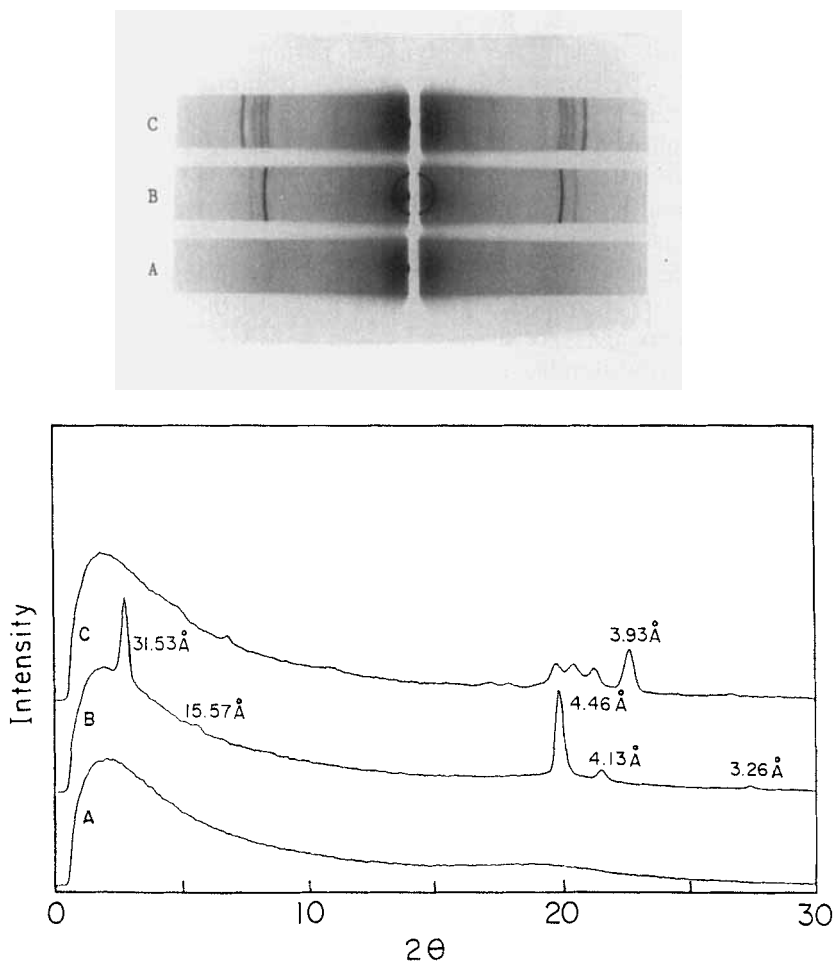 C
B
A
Intensity
C
31.53Å
3.93Å
B
15.57Å
4.46Å
4.13Å
3.26Å
A
0
10
20
30
2θ